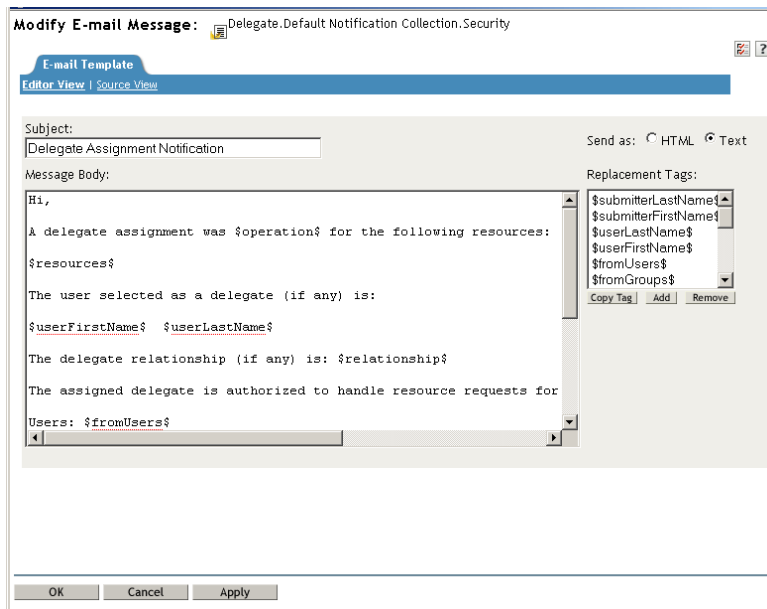 Modify E-mail Message: Delegate.Default Notification Collection.Security
?
E-mail Template
Editor View | Source View
Subject:
Delegate Assignment Notification
Send as: HTML Text
Message Body:
Replacement Tags:
Hi,
A delegate assignment was $operation$ for the following resources:
$resources$
The user selected as a delegate (if any) is:
$userFirstName$ $userLastName$
The delegate relationship (if any) is: $relationship$
The assigned delegate is authorized to handle resource requests for
Users: $fromUsers$
$submitterLastName$
$submitterFirstName$
$userLastName$
$userFirstName$
$fromUsers$
$fromGroups$
Copy Tag Add Remove
OK Cancel Apply